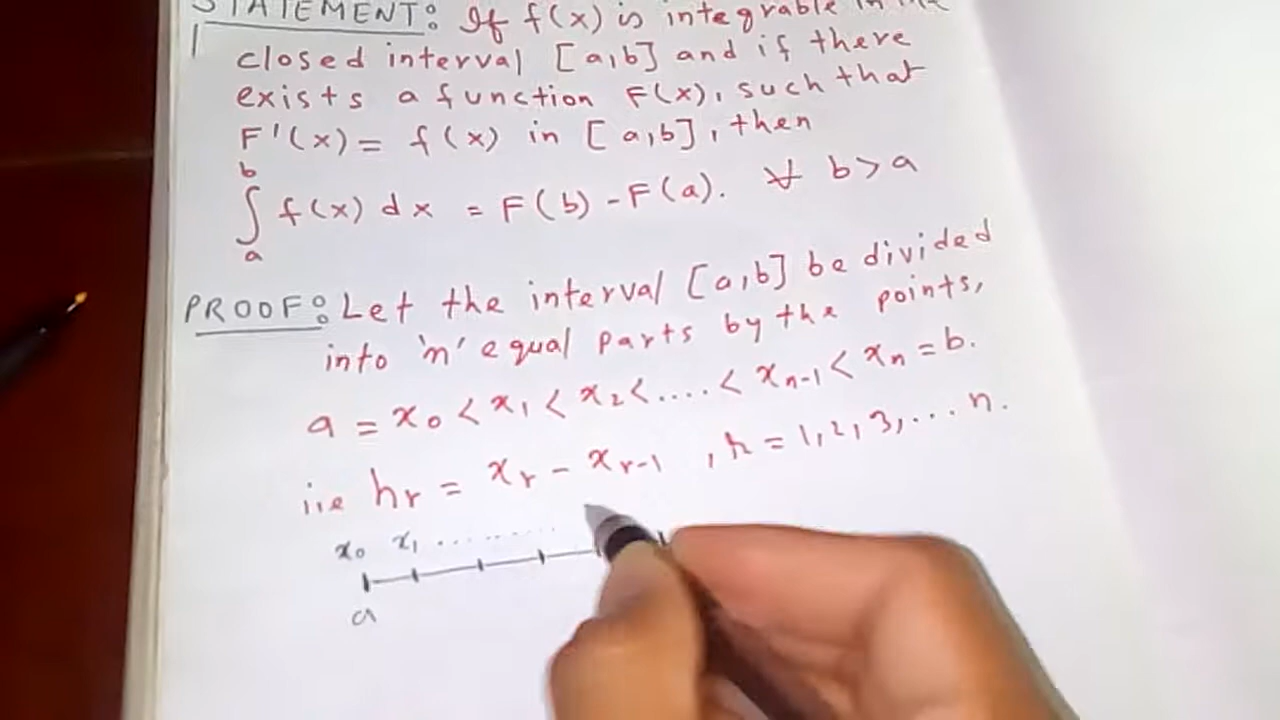 STATEMENT: If f(x) is integrable in the
closed interval [a,b] and if there
exists a function F(x), such that
F'(x) = f(x) in [a,b], then
∫ₐᵇ f(x) dx = F(b) - F(a). ∀ b > a
PROOF: Let the interval [a,b] be divided
into 'n' equal parts by the points,
a = x₀ < x₁ < x₂ < .... < xₙ₋₁ < xₙ = b.
i.e hᵣ = xᵣ - xᵣ₋₁ , r = 1, 2, 3, ... n.
x₀ x₁ .........
a